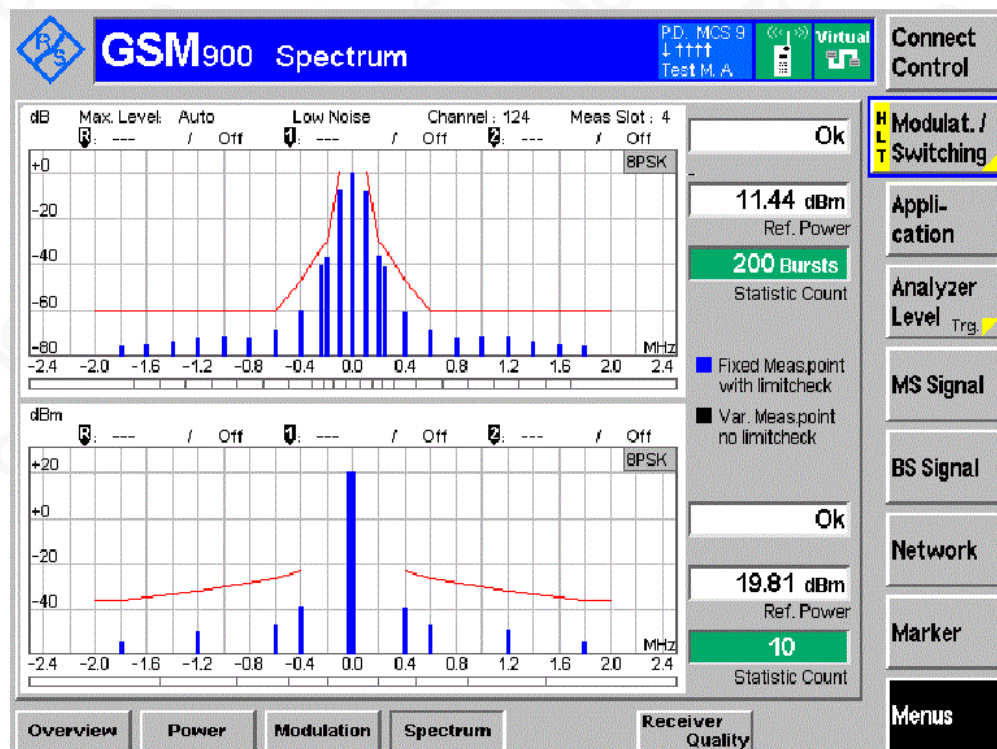 R/S GSM900 Spectrum
P.D. MCS 9
Test M. A
Virtual
Connect Control
dB Max. Level: Auto Low Noise Channel : 124 Meas Slot : 4
R: --- / Off 1: --- / Off 2: --- / Off
8PSK
+0
-20
-40
-60
-80
MHz
-2.4 -2.0 -1.6 -1.2 -0.8 -0.4 0.0 0.4 0.8 1.2 1.6 2.0 2.4
Ok
11.44 dBm
Ref. Power
200 Bursts
Statistic Count
Fixed Meas.point
with limitcheck
Var. Meas.point
no limitcheck
dBm
R: --- / Off 1: --- / Off 2: --- / Off
8PSK
+20
+0
-20
-40
MHz
-2.4 -2.0 -1.6 -1.2 -0.8 -0.4 0.0 0.4 0.8 1.2 1.6 2.0 2.4
Ok
19.81 dBm
Ref. Power
10
Statistic Count
HLT
Modulat. /
Switching
Appli-
cation
Analyzer
Level Trg.
MS Signal
BS Signal
Network
Marker
Menus
Overview Power Modulation Spectrum Receiver
Quality